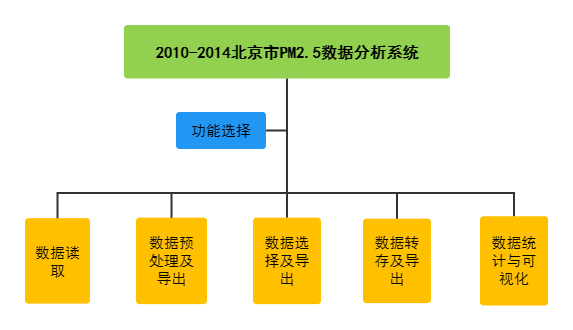 2010-2014北京市PM2.5数据分析系统
功能选择
数据读
取
数据预
处理及
导出
数据选
择及导
出
数据转
存及导
出
数据统
计与可
视化